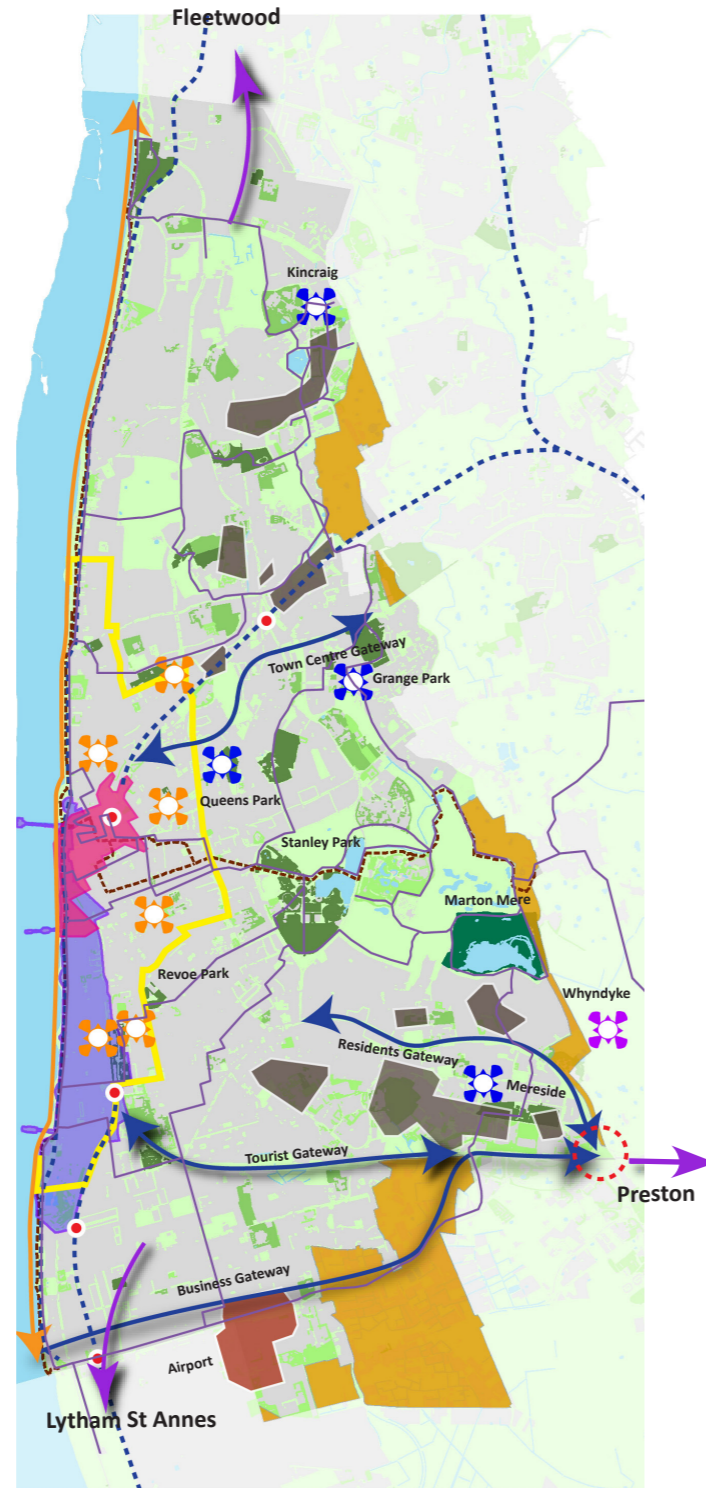 Fleetwood
Kincraig
Town Centre Gateway
Grange Park
Queens Park
Stanley Park
Marton Mere
Revoe Park
Whyndyke
Residents Gateway
Mereside
Tourist Gateway
Preston
Business Gateway
Airport
Lytham St Annes